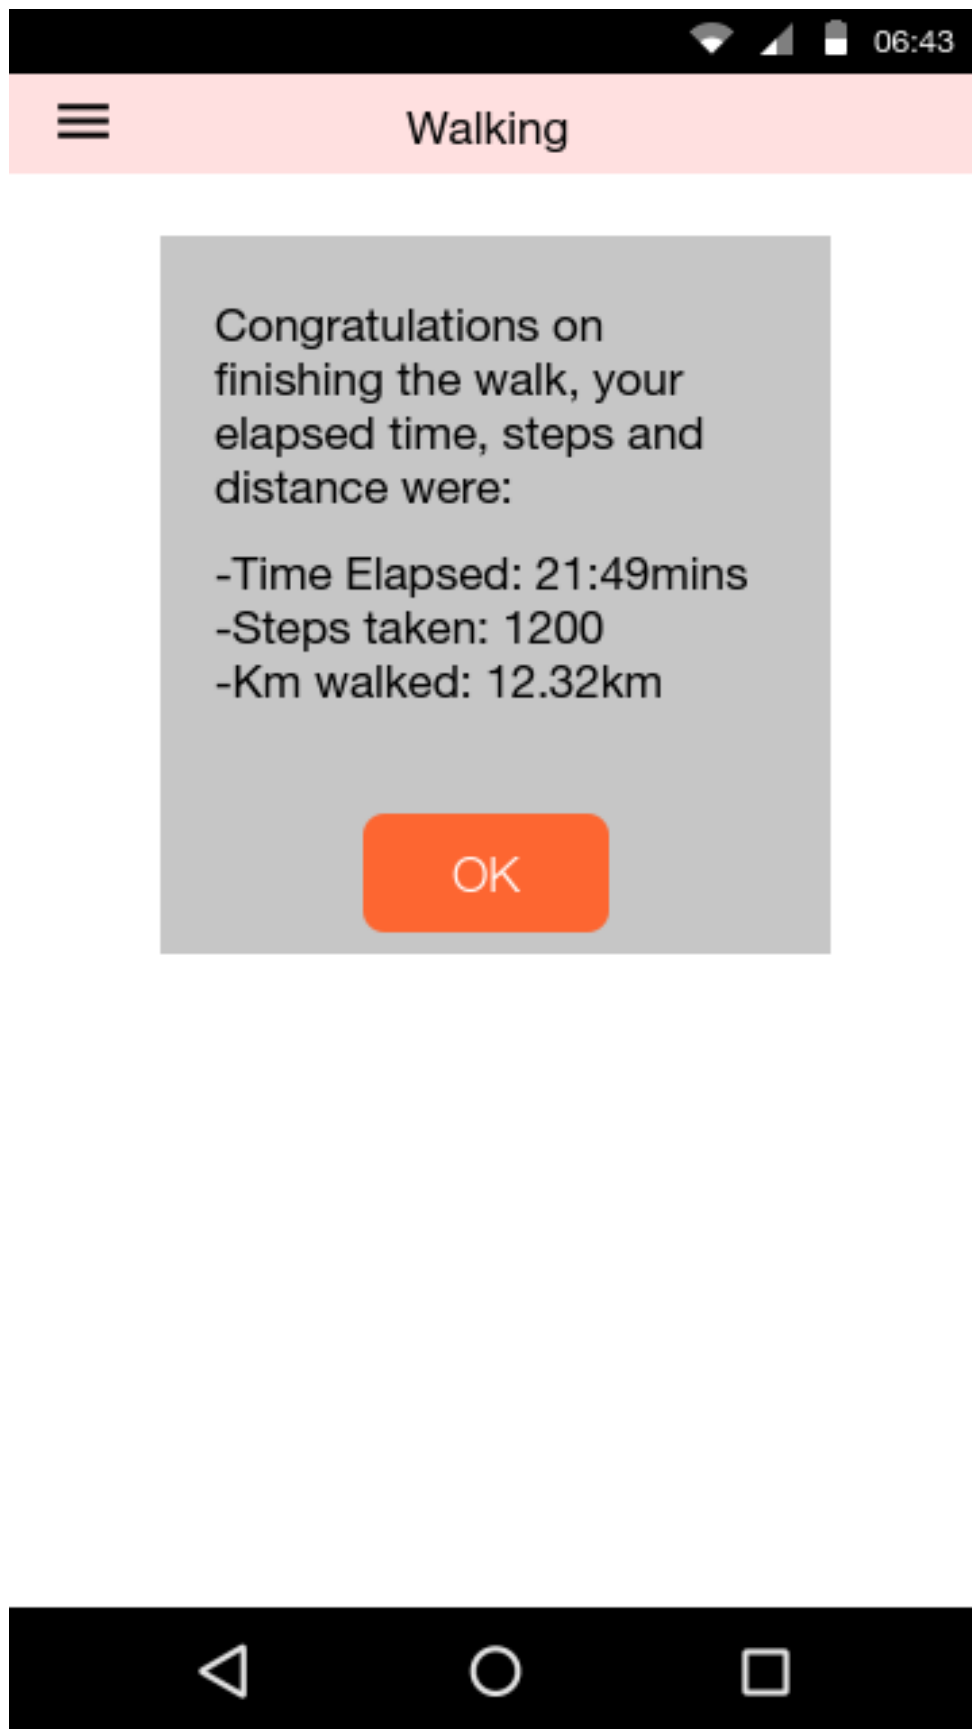 06:43
Walking
Congratulations on
finishing the walk, your
elapsed time, steps and
distance were:
-Time Elapsed: 21:49mins
-Steps taken: 1200
-Km walked: 12.32km
OK